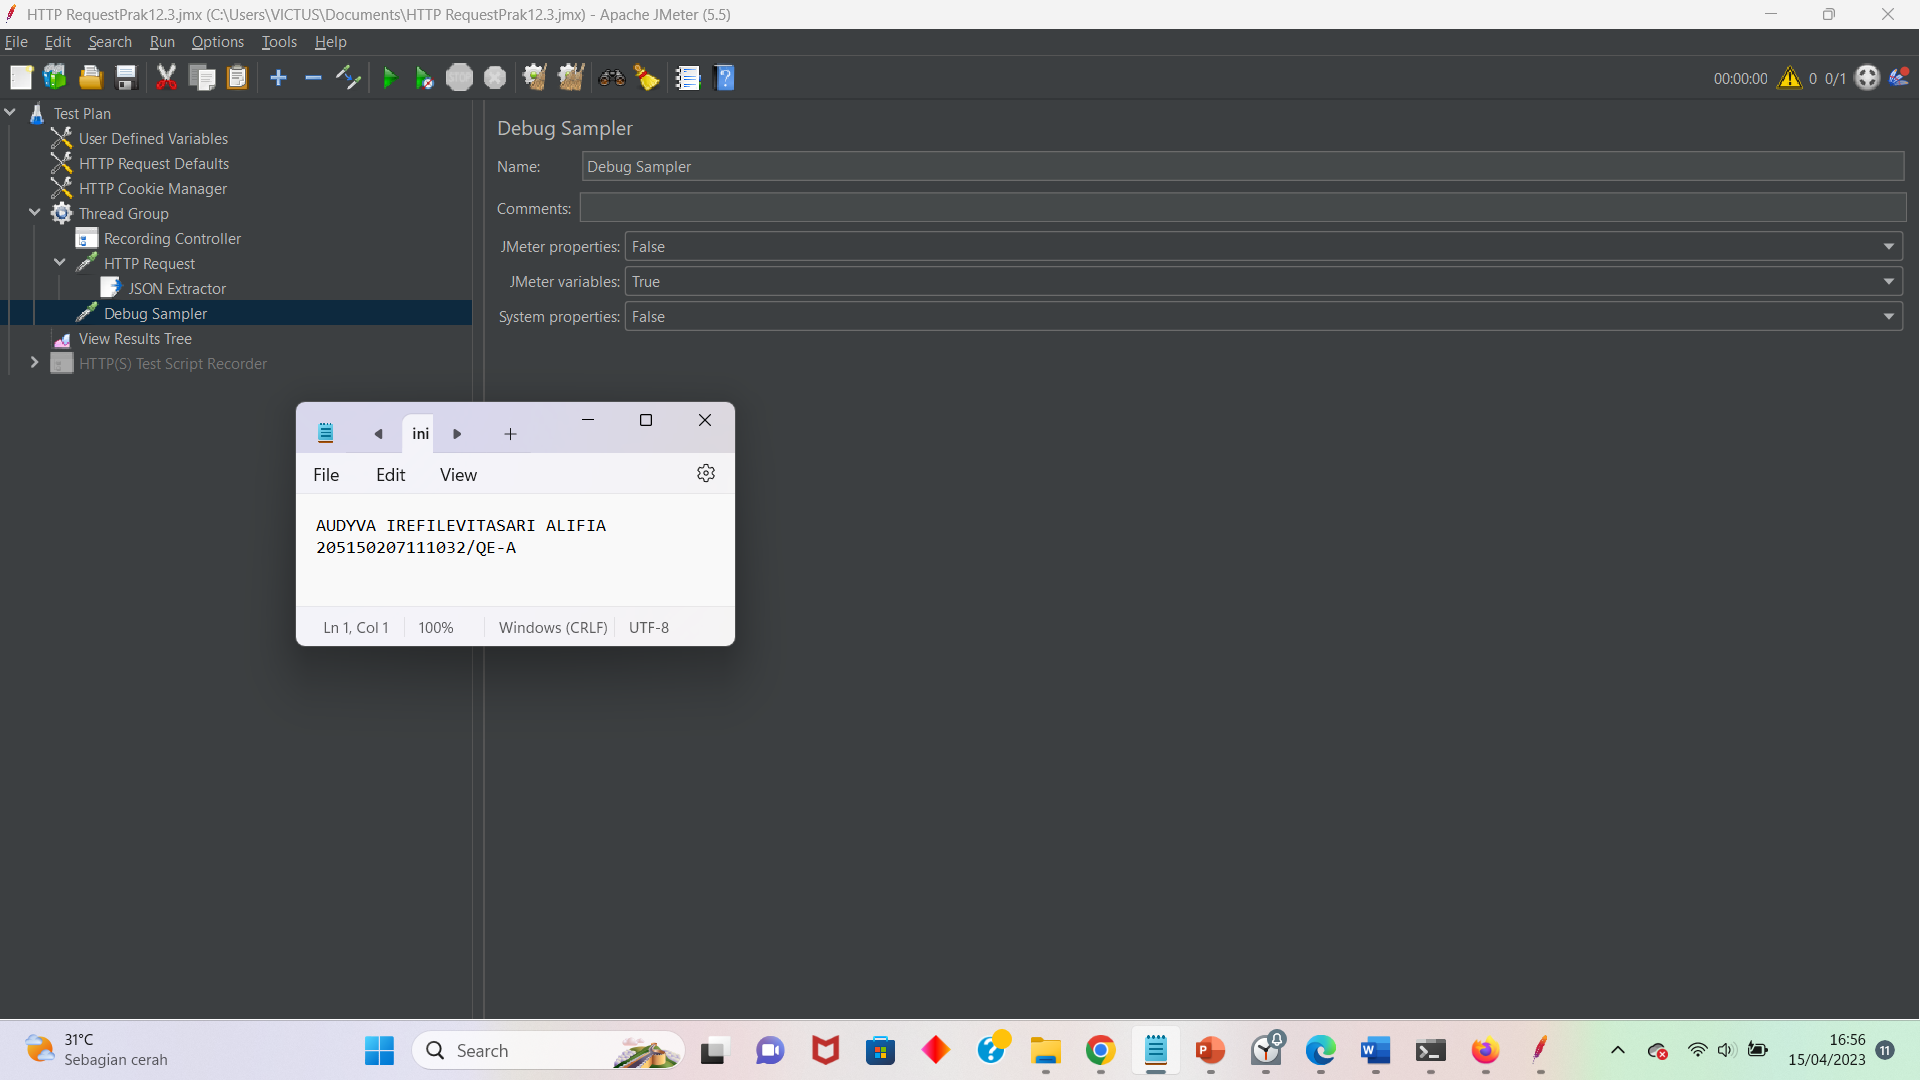 HTTP RequestPrak12.3.jmx (C:\Users\VICTUS\Documents\HTTP RequestPrak12.3.jmx) - Apache JMeter (5.5)
File Edit Search Run Options Tools Help
STOP
00:00:00 0 0/1
Test Plan
User Defined Variables
HTTP Request Defaults
HTTP Cookie Manager
Thread Group
Recording Controller
HTTP Request
JSON Extractor
Debug Sampler
View Results Tree
HTTP(S) Test Script Recorder
Debug Sampler
Name: Debug Sampler
Comments:
JMeter properties: False
JMeter variables: True
System properties: False
ini
File Edit View
AUDYVA IREFILEVITASARI ALIFIA
205150207111032/QE-A
Ln 1, Col 1 100% Windows (CRLF) UTF-8
31°C
Sebagian cerah
Search
16:56
15/04/2023
11